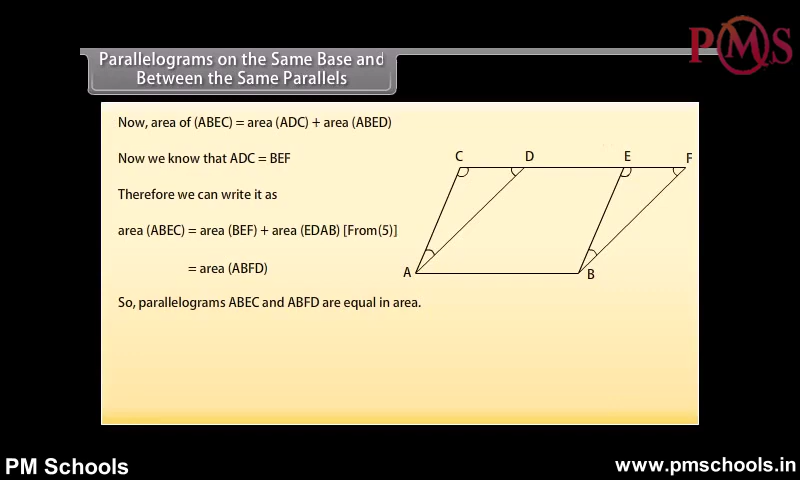 PMS
Parallelograms on the Same Base and
Between the Same Parallels
Now, area of (ABEC) = area (ADC) + area (ABED)
Now we know that ADC = BEF
Therefore we can write it as
area (ABEC) = area (BEF) + area (EDAB) [From(5)]
= area (ABFD)
So, parallelograms ABEC and ABFD are equal in area.
C D E F
A B
PM Schools
www.pmschools.in